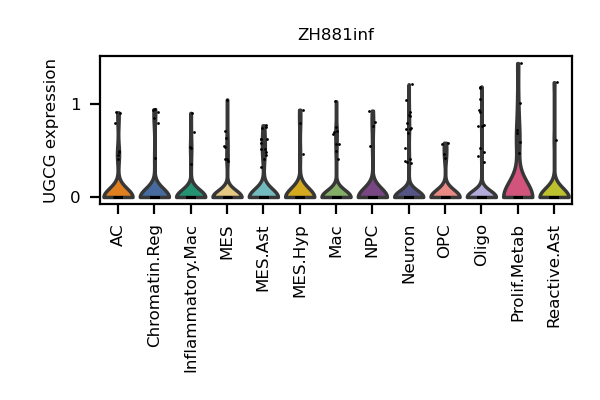 ZH881inf
UGCG expression
1
0
AC
Chromatin.Reg
Inflammatory.Mac
MES
MES.Ast
MES.Hyp
Mac
NPC
Neuron
OPC
Oligo
Prolif.Metab
Reactive.Ast